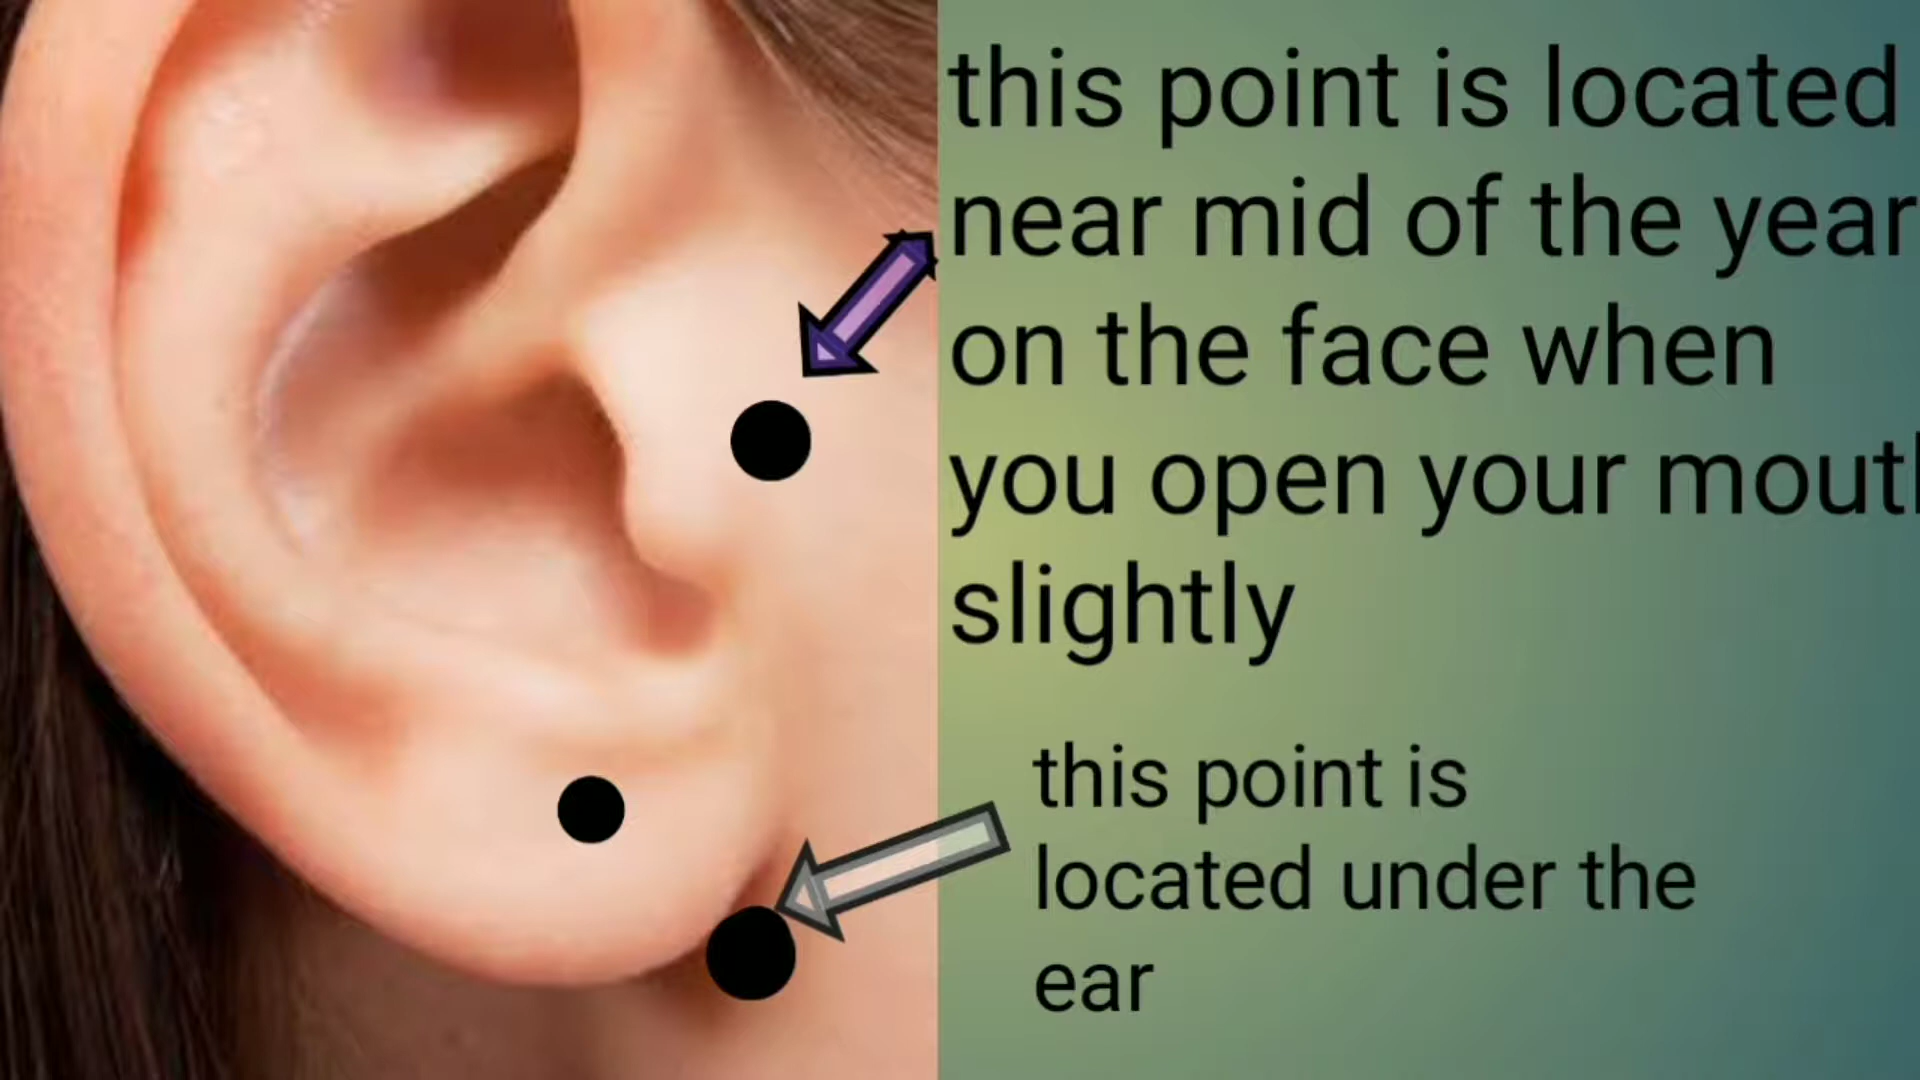 this point is located
near mid of the year
on the face when
you open your mouth
slightly
this point is
located under the
ear